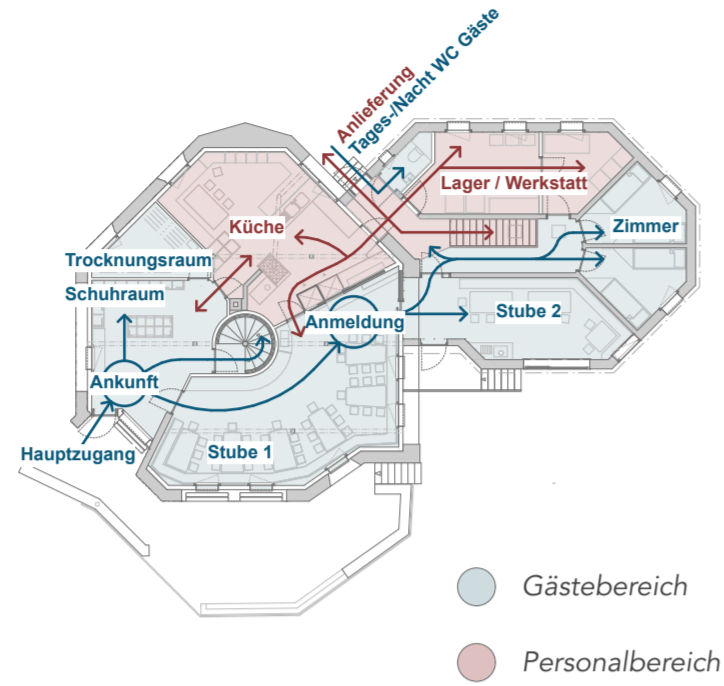 Anlieferung
Tages-/Nacht WC Gäste
Lager / Werkstatt
Küche
Zimmer
Trocknungsraum
Schuhraum
Anmeldung
Stube 2
Ankunft
Hauptzugang
Stube 1
Gästebereich
Personalbereich